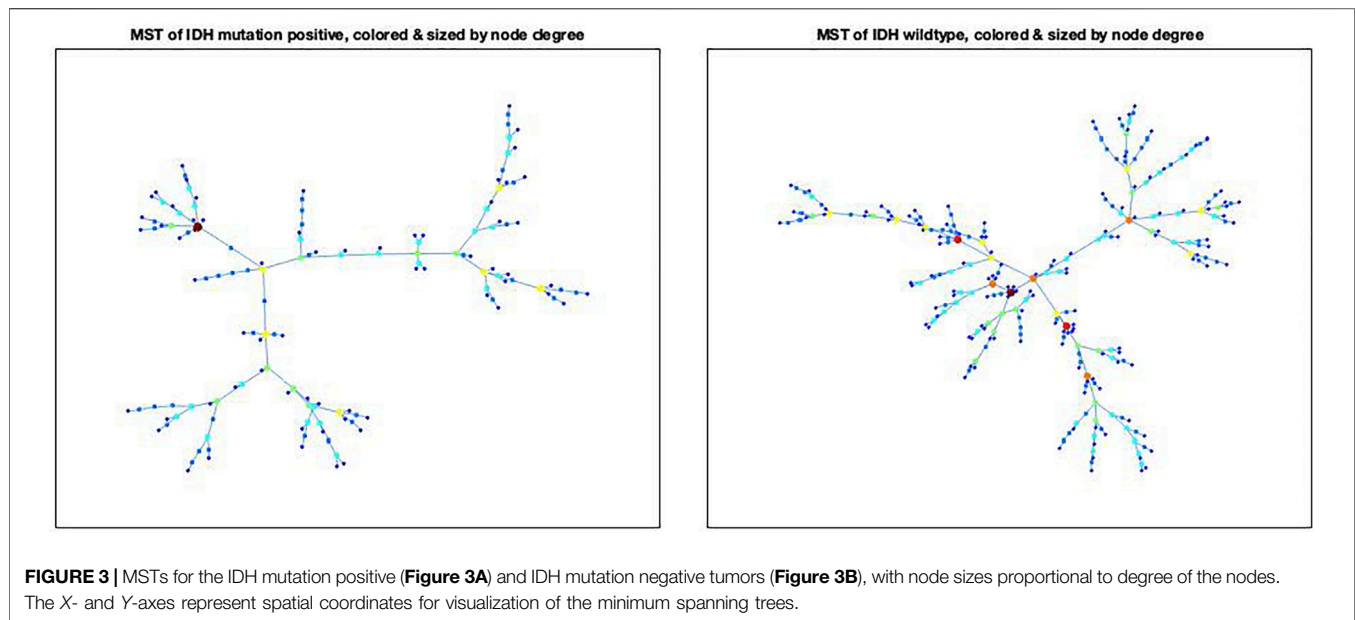 MST of IDH mutation positive, colored & sized by node degree
MST of IDH wildtype, colored & sized by node degree
FIGURE 3 | MSTs for the IDH mutation positive (Figure 3A) and IDH mutation negative tumors (Figure 3B), with node sizes proportional to degree of the nodes.
The X- and Y-axes represent spatial coordinates for visualization of the minimum spanning trees.